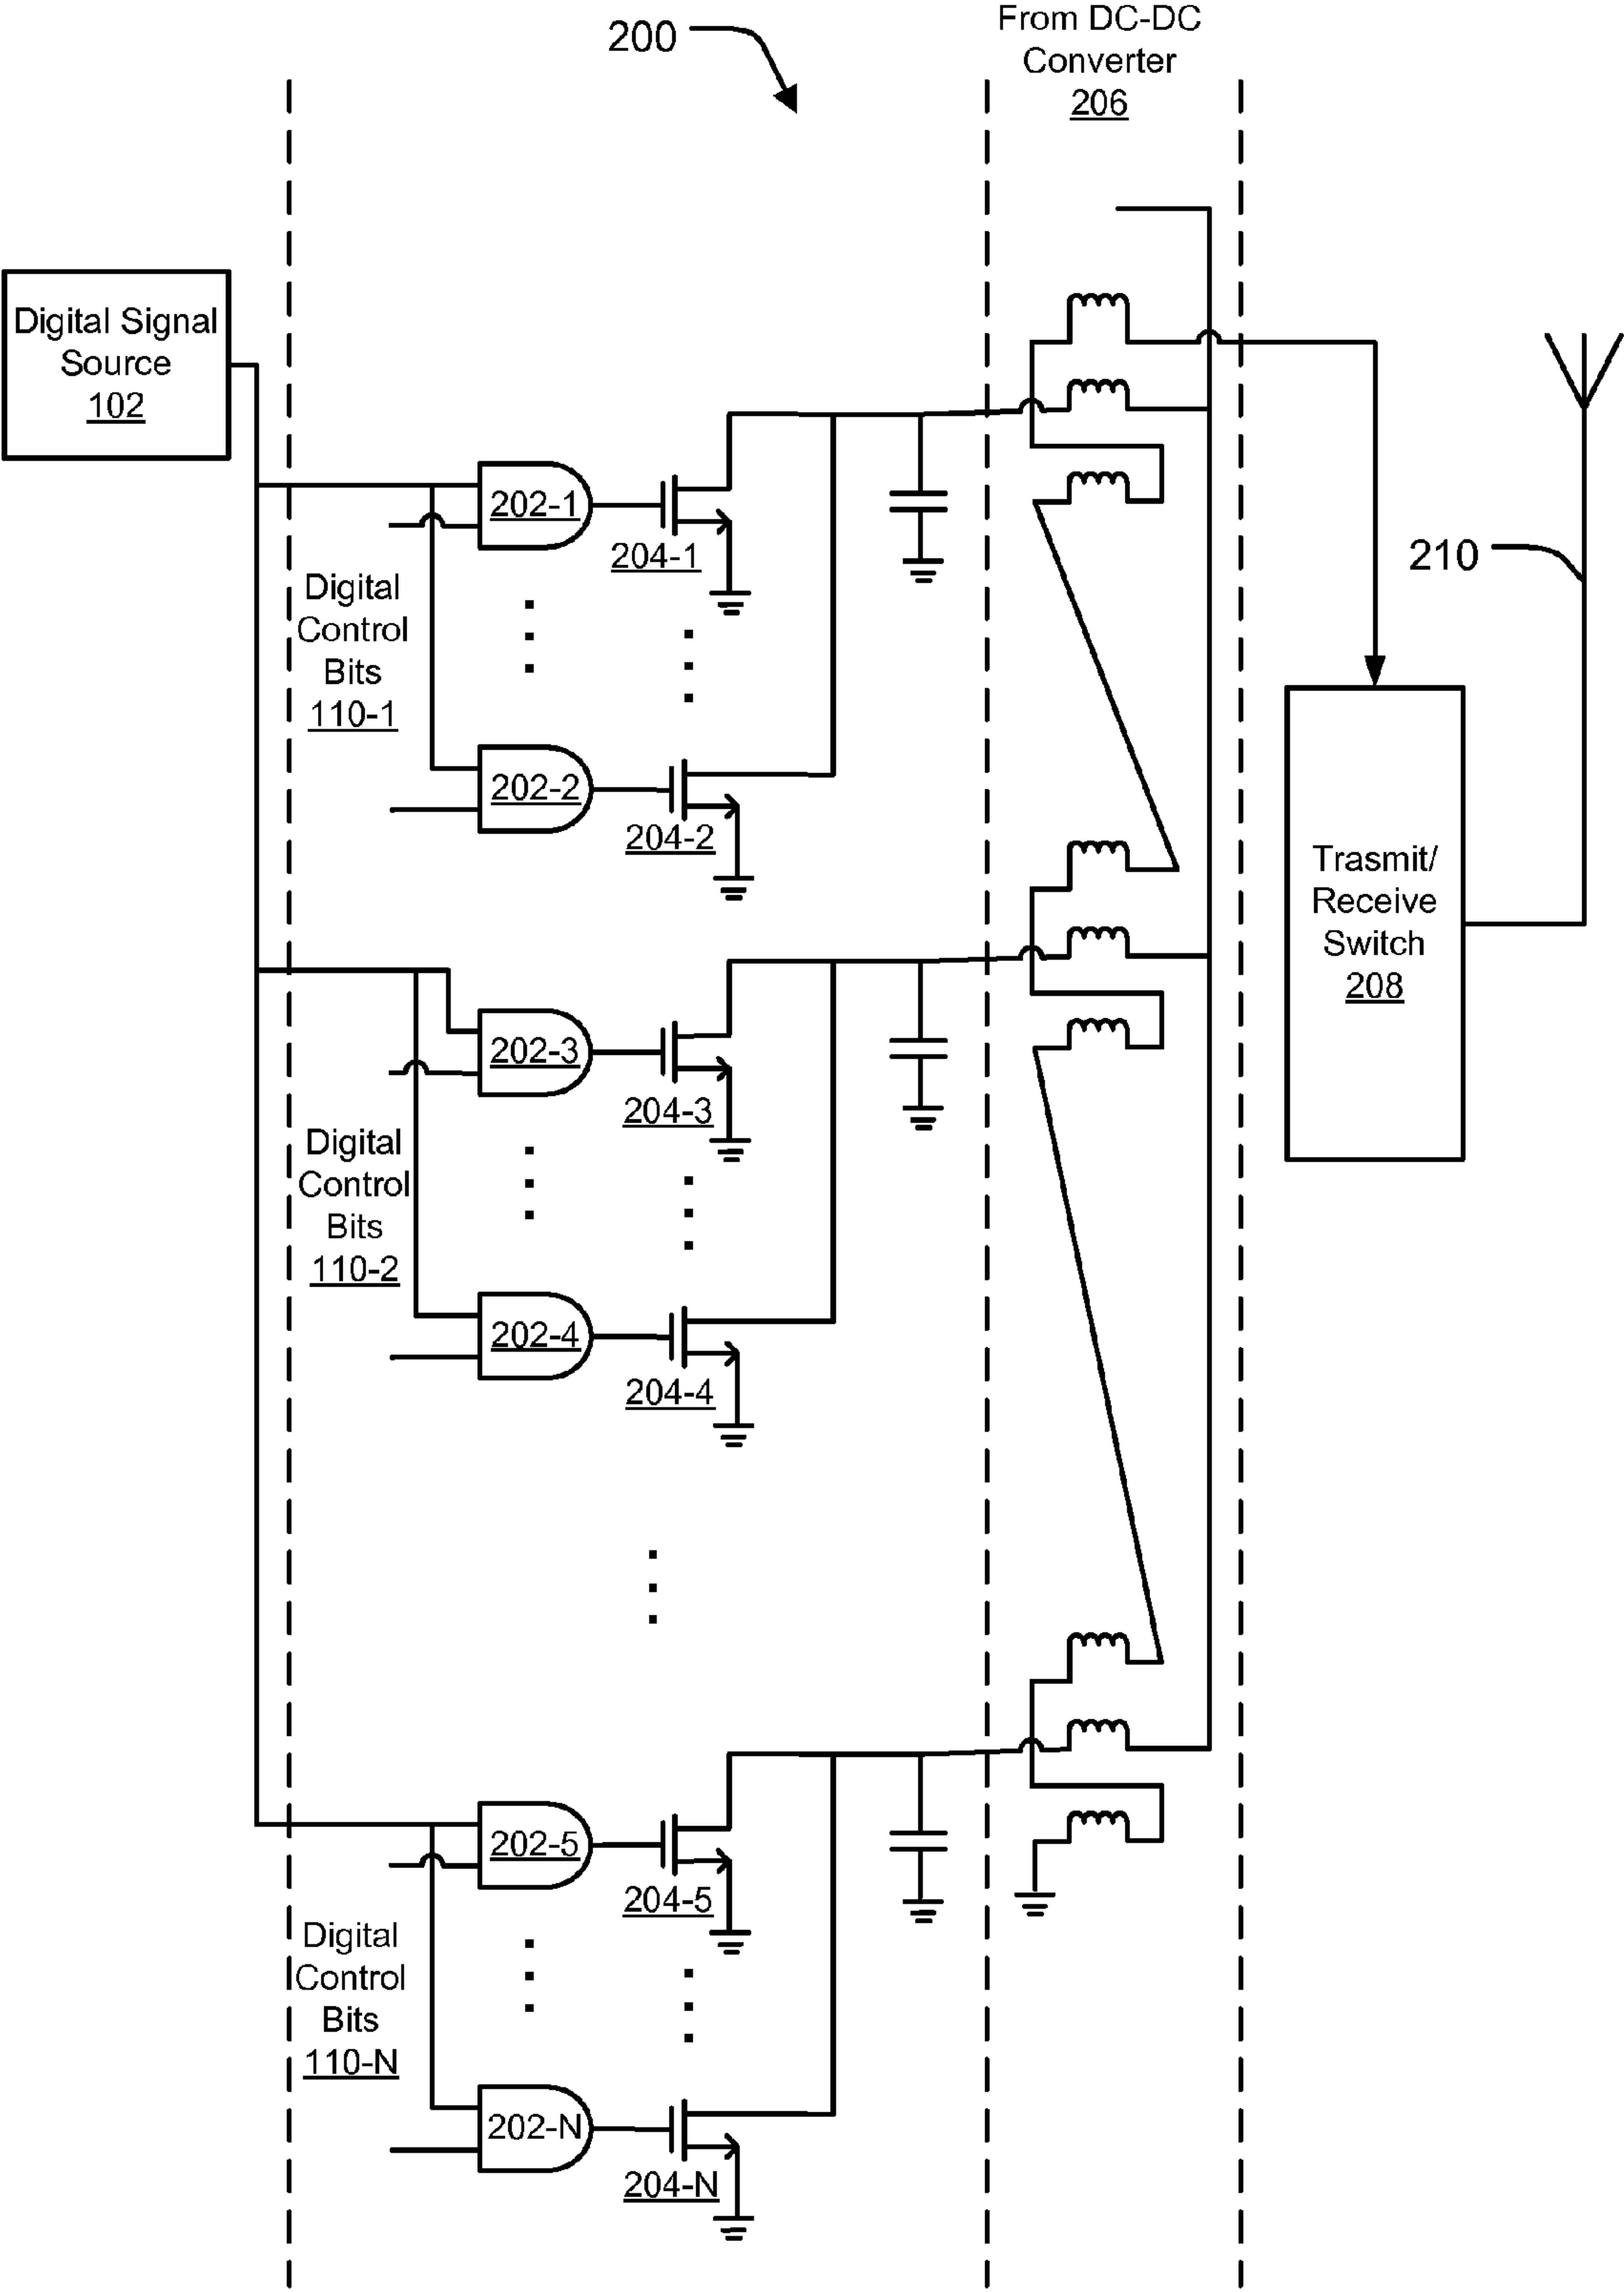 200
From DC-DC
Converter
206
Digital Signal
Source
102
202-1
204-1
210
Digital
Control
Bits
110-1
202-2
204-2
Trasmit/
Receive
Switch
208
202-3
204-3
Digital
Control
Bits
110-2
202-4
204-4
202-5
204-5
Digital
Control
Bits
110-N
202-N
204-N